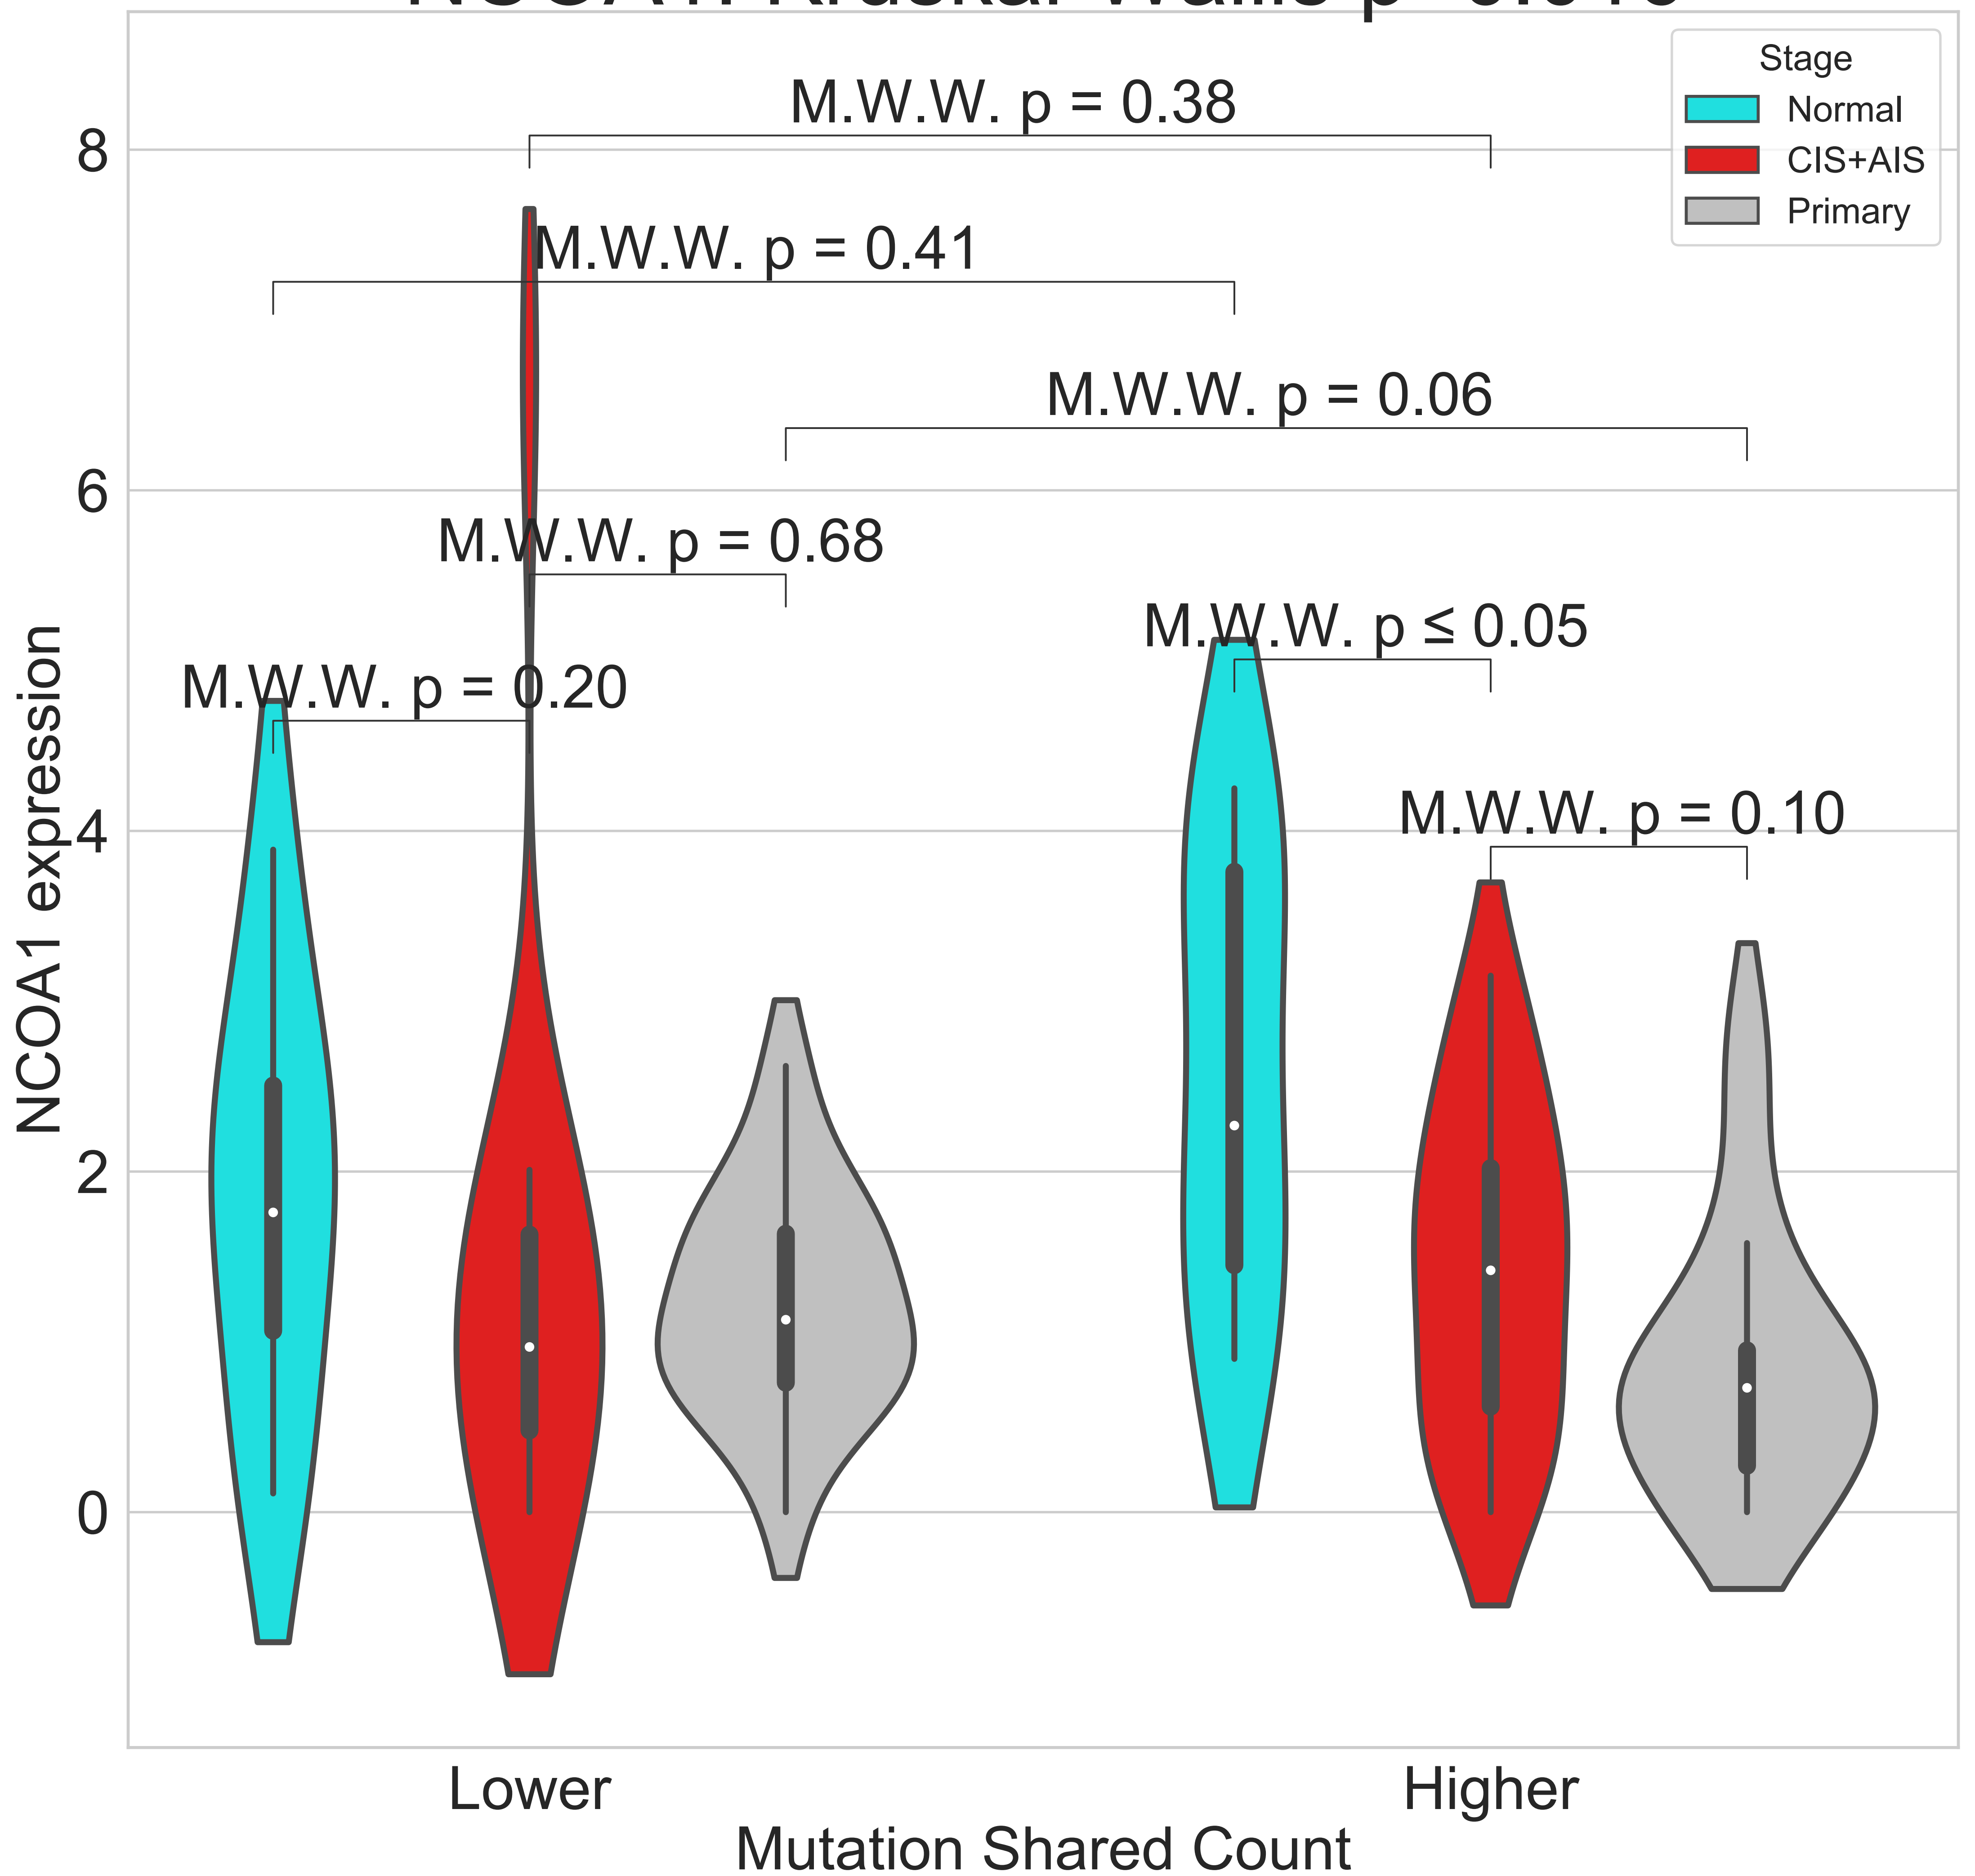 Stage
Normal
CIS+AIS
Primary
M.W.W. p = 0.38
M.W.W. p = 0.41
M.W.W. p = 0.06
M.W.W. p = 0.68
M.W.W. p ≤ 0.05
M.W.W. p = 0.20
M.W.W. p = 0.10
8
6
4
2
0
NCOA1 expression
Lower
Higher
Mutation Shared Count